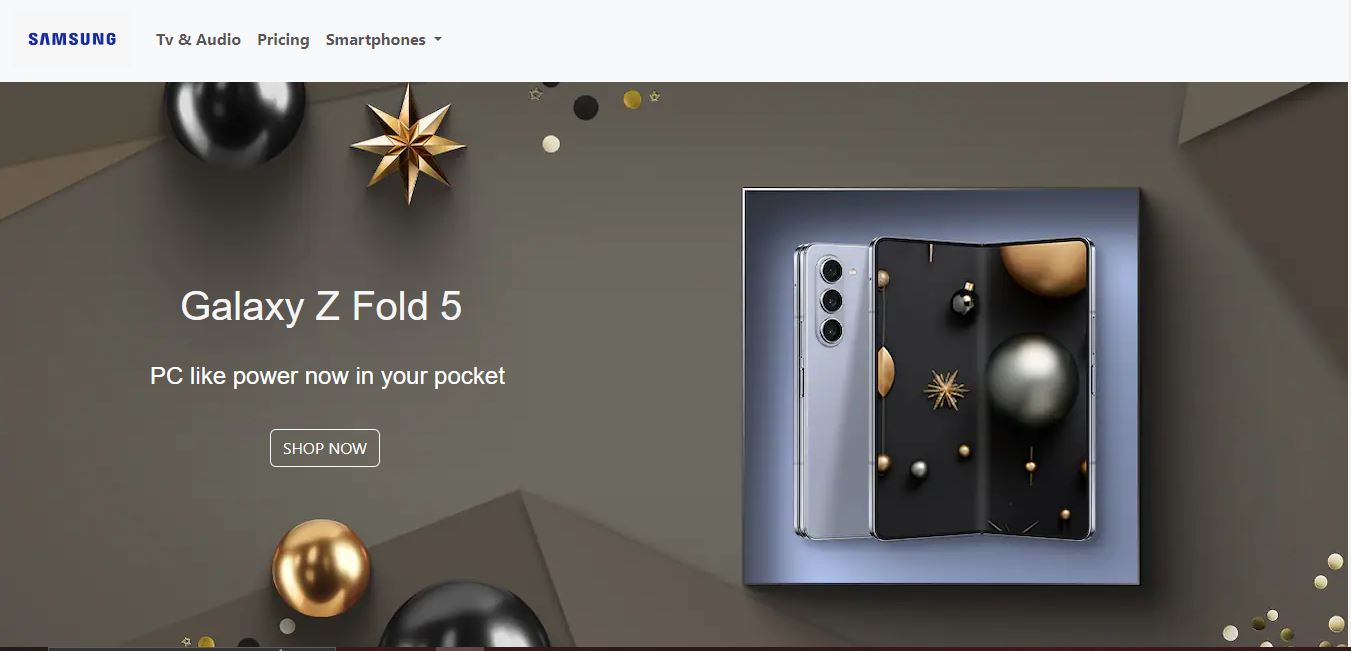 SAMSUNG
Tv & Audio
Pricing
Smartphones
Galaxy Z Fold 5
PC like power now in your pocket
SHOP NOW